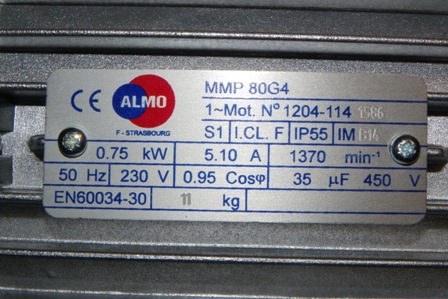 CE ALMO
F - STRASBOURG
MMP 80G4
1~Mot. Nº 1204-114 1586
S1 I.CL. F IP55 IM B14
0.75 kW 5.10 A 1370 min⁻¹
50 Hz 230 V 0.95 Cosφ 35 µF 450 V
EN60034-30 11 kg